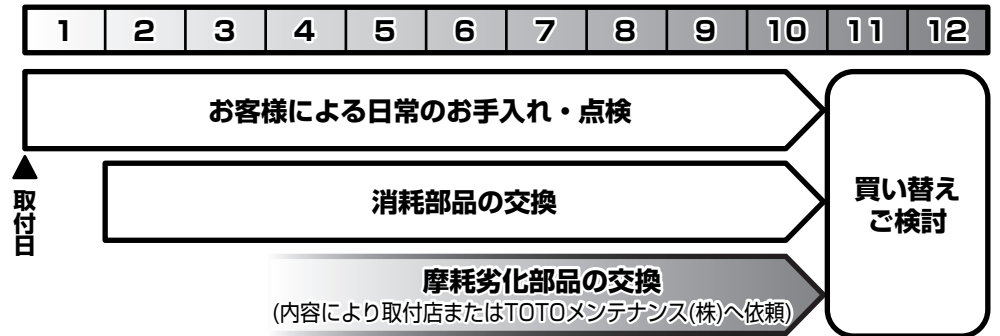 1 2 3 4 5 6 7 8 9 10 11 12
お客様による日常のお手入れ・点検
取付日
消耗部品の交換
買い替え
ご検討
摩耗劣化部品の交換
(内容により取付店またはTOTOメンテナンス(株)へ依頼)